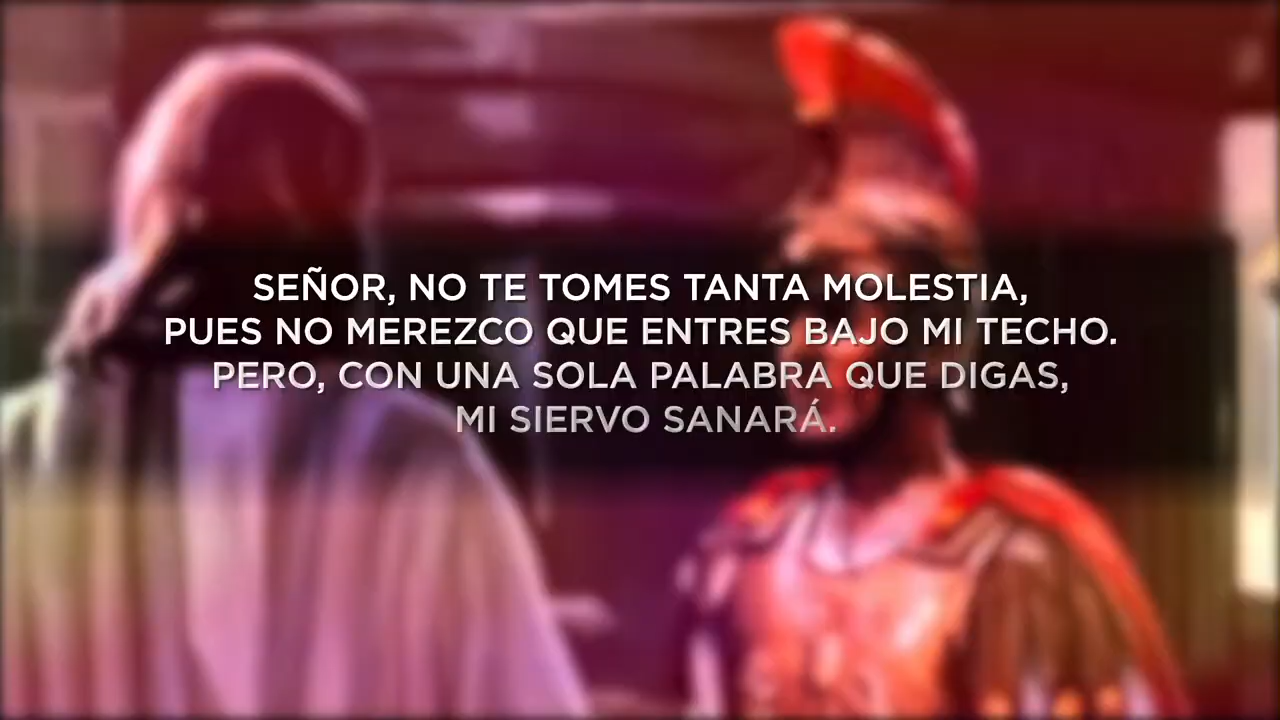 SEÑOR, NO TE TOMES TANTA MOLESTIA,
PUES NO MEREZCO QUE ENTRES BAJO MI TECHO.
PERO, CON UNA SOLA PALABRA QUE DIGAS,
MI SIERVO SANARÁ.